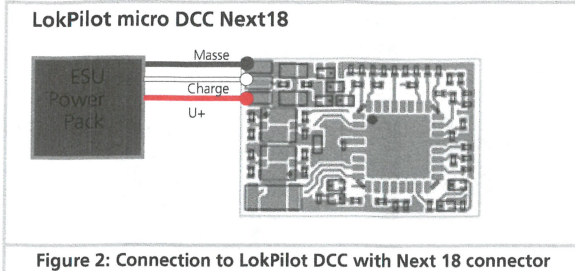 LokPilot micro DCC Next18
Masse
Charge
U+
ESU
Power
Pack
Figure 2: Connection to LokPilot DCC with Next 18 connector